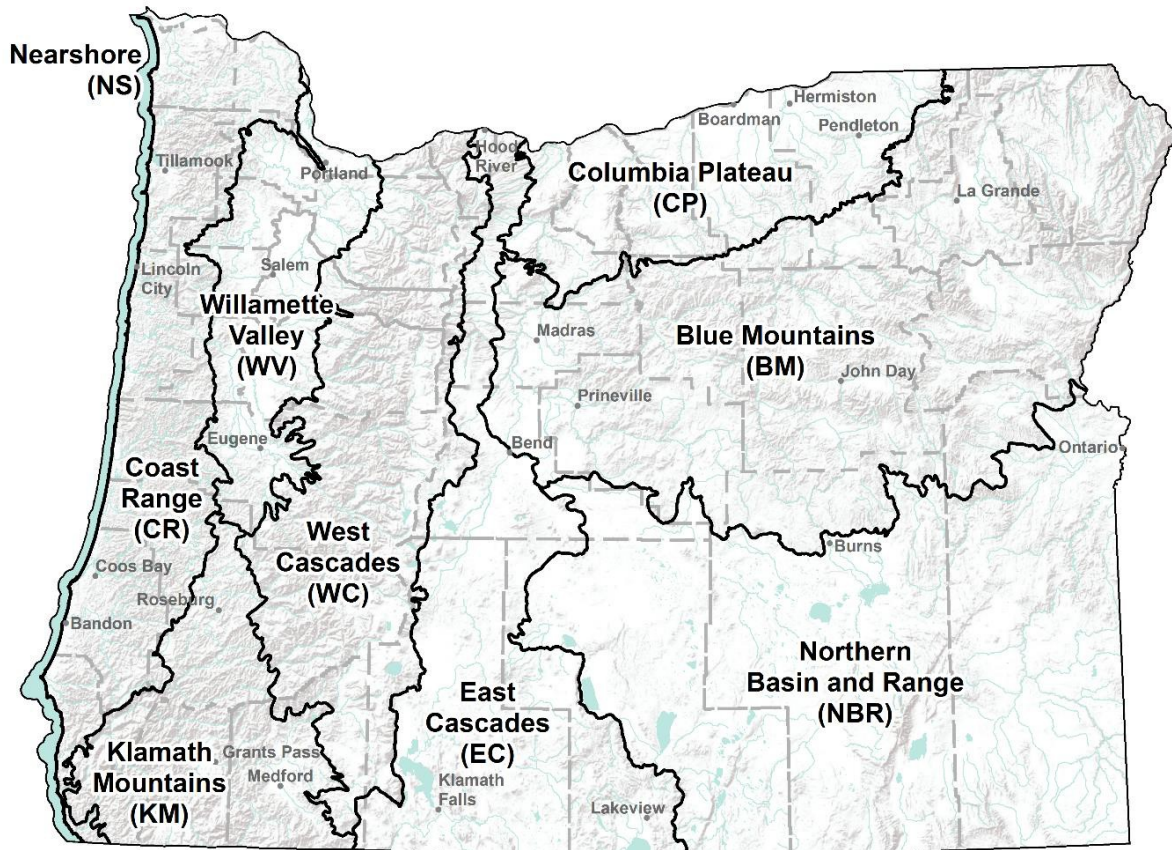 Nearshore
(NS)
Hermiston
Boardman
Pendleton
Hood
River
Tillamook
Portland
Columbia Plateau
(CP)
La Grande
Lincoln
City
Salem
Willamette
Valley
(WV)
Madras
Blue Mountains
(BM)
John Day
Prineville
Eugene
Bend
Ontario
Coast
Range
(CR)
West
Cascades
(WC)
Burns
Coos Bay
Roseburg
Bandon
Northern
Basin and Range
(NBR)
East
Cascades
(EC)
Klamath
Mountains
(KM)
Grants Pass
Medford
Klamath
Falls
Lakeview